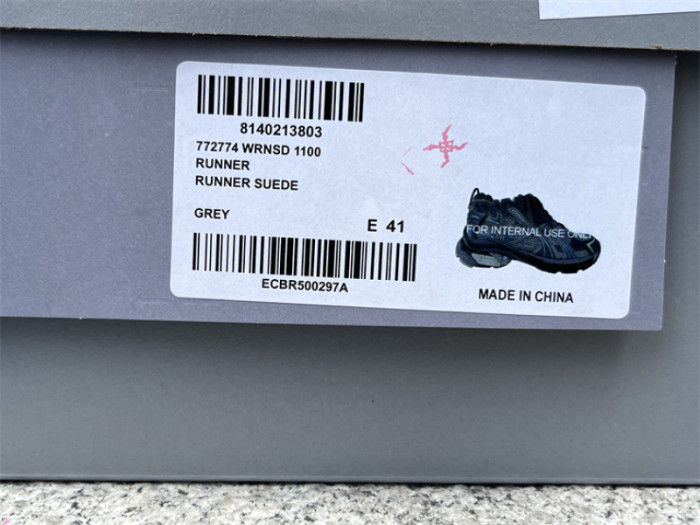 8140213803
772774 WRNSD 1100
RUNNER
RUNNER SUEDE
GREY
E 41
ECBR500297A
FOR INTERNAL USE ONLY
MADE IN CHINA